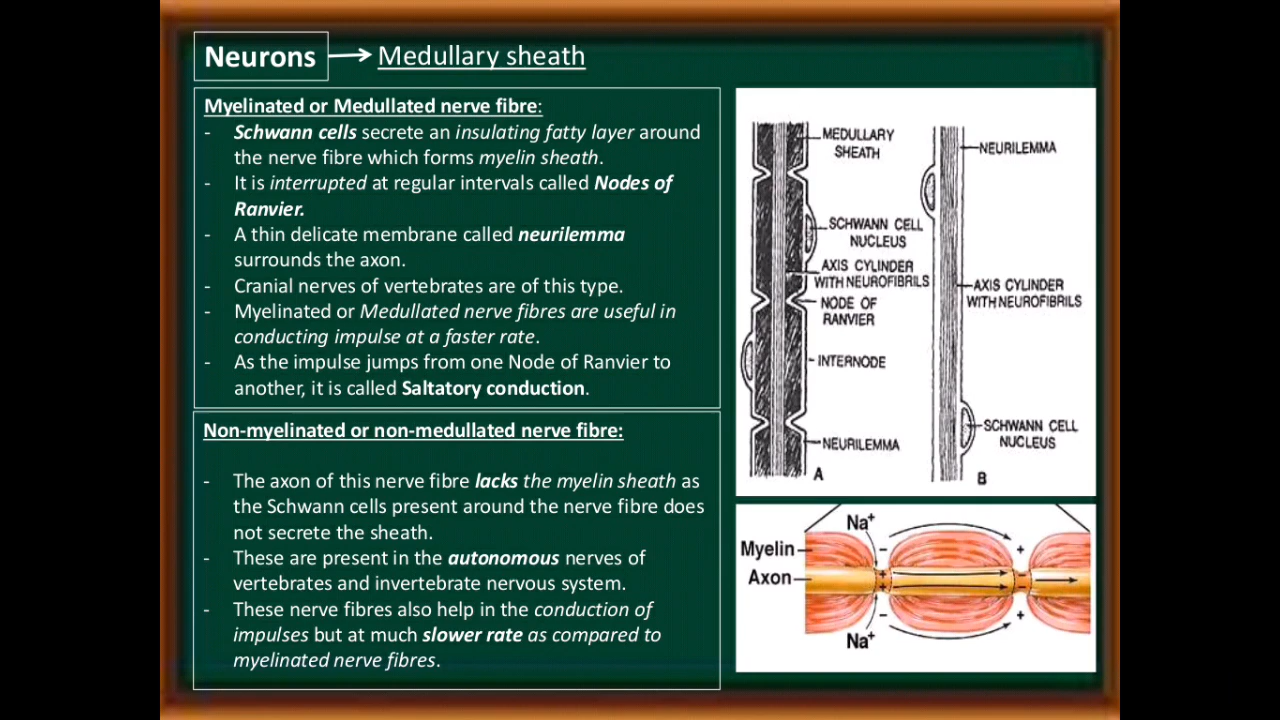 Neurons
Medullary sheath
Myelinated or Medullated nerve fibre:
- Schwann cells secrete an insulating fatty layer around
the nerve fibre which forms myelin sheath.
- It is interrupted at regular intervals called Nodes of
Ranvier.
- A thin delicate membrane called neurilemma
surrounds the axon.
- Cranial nerves of vertebrates are of this type.
- Myelinated or Medullated nerve fibres are useful in
conducting impulse at a faster rate.
- As the impulse jumps from one Node of Ranvier to
another, it is called Saltatory conduction.
Non-myelinated or non-medullated nerve fibre:
- The axon of this nerve fibre lacks the myelin sheath as
the Schwann cells present around the nerve fibre does
not secrete the sheath.
- These are present in the autonomous nerves of
vertebrates and invertebrate nervous system.
- These nerve fibres also help in the conduction of
impulses but at much slower rate as compared to
myelinated nerve fibres.
MEDULLARY
SHEATH
SCHWANN CELL
NUCLEUS
AXIS CYLINDER
WITH NEUROFIBRILS
NODE OF
RANVIER
INTERNODE
NEURILEMMA
A
NEURILEMMA
AXIS CYLINDER
WITH NEUROFIBRILS
SCHWANN CELL
NUCLEUS
B
Na+
Myelin
- +
Axon
+ -
+ -
- +
Na+